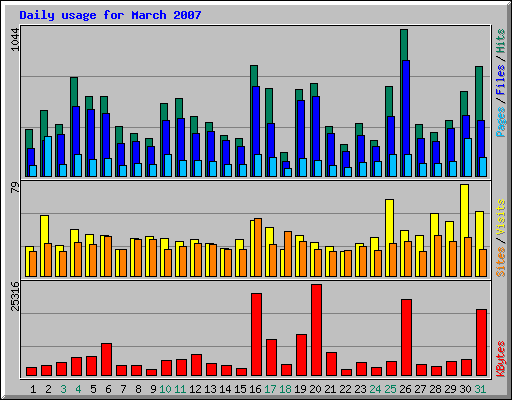 Daily usage for March 2007
1044
79
25316
Pages / Files / Hits
Sites / Visits
KBytes
1 2 3 4 5 6 7 8 9 10 11 12 13 14 15 16 17 18 19 20 21 22 23 24 25 26 27 28 29 30 31